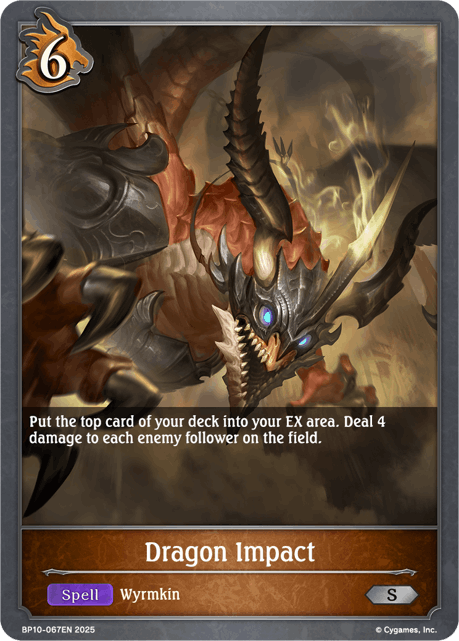 6
Put the top card of your deck into your EX area. Deal 4
damage to each enemy follower on the field.
Dragon Impact
Spell Wyrmkin S
BP10-067EN 2025 © Cygames, Inc.